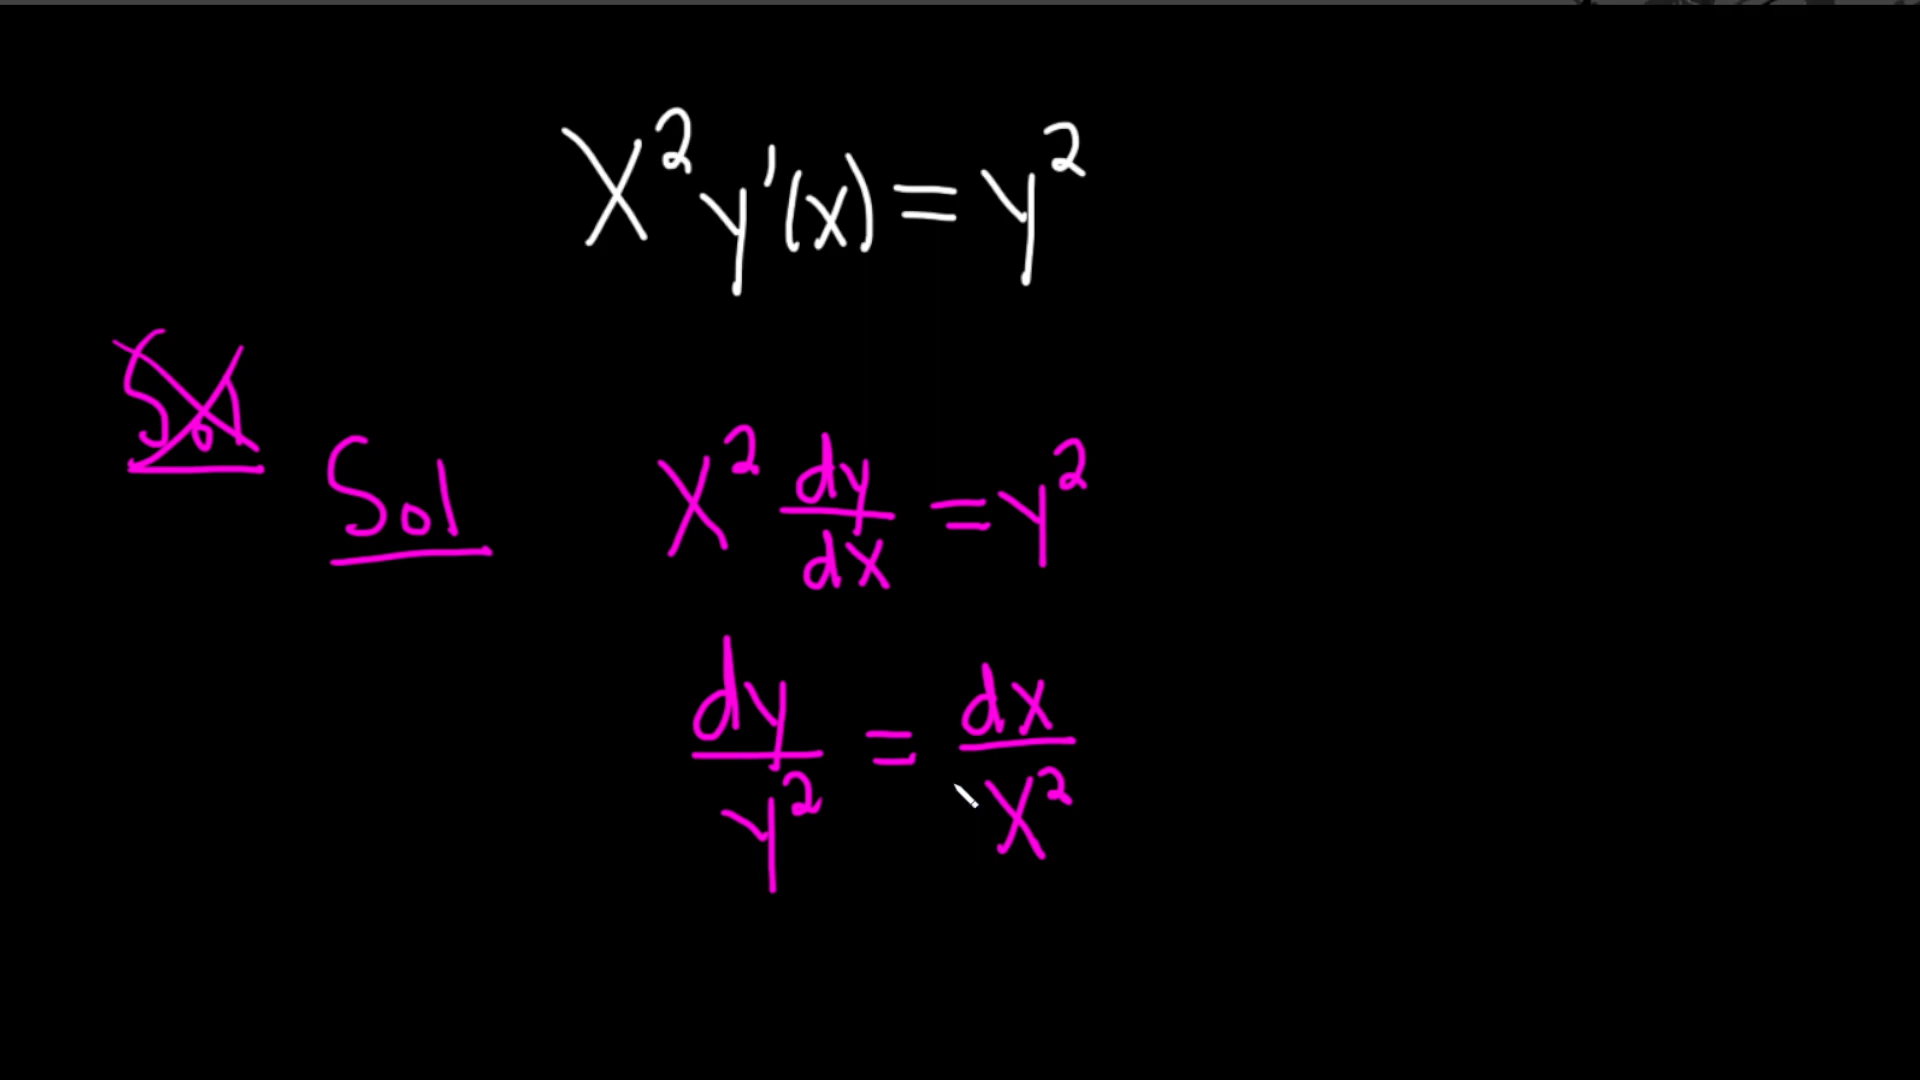 X²y'(x)=y²
Sol
Sol X² dy/dx = y²
dy/y² = dx/X²